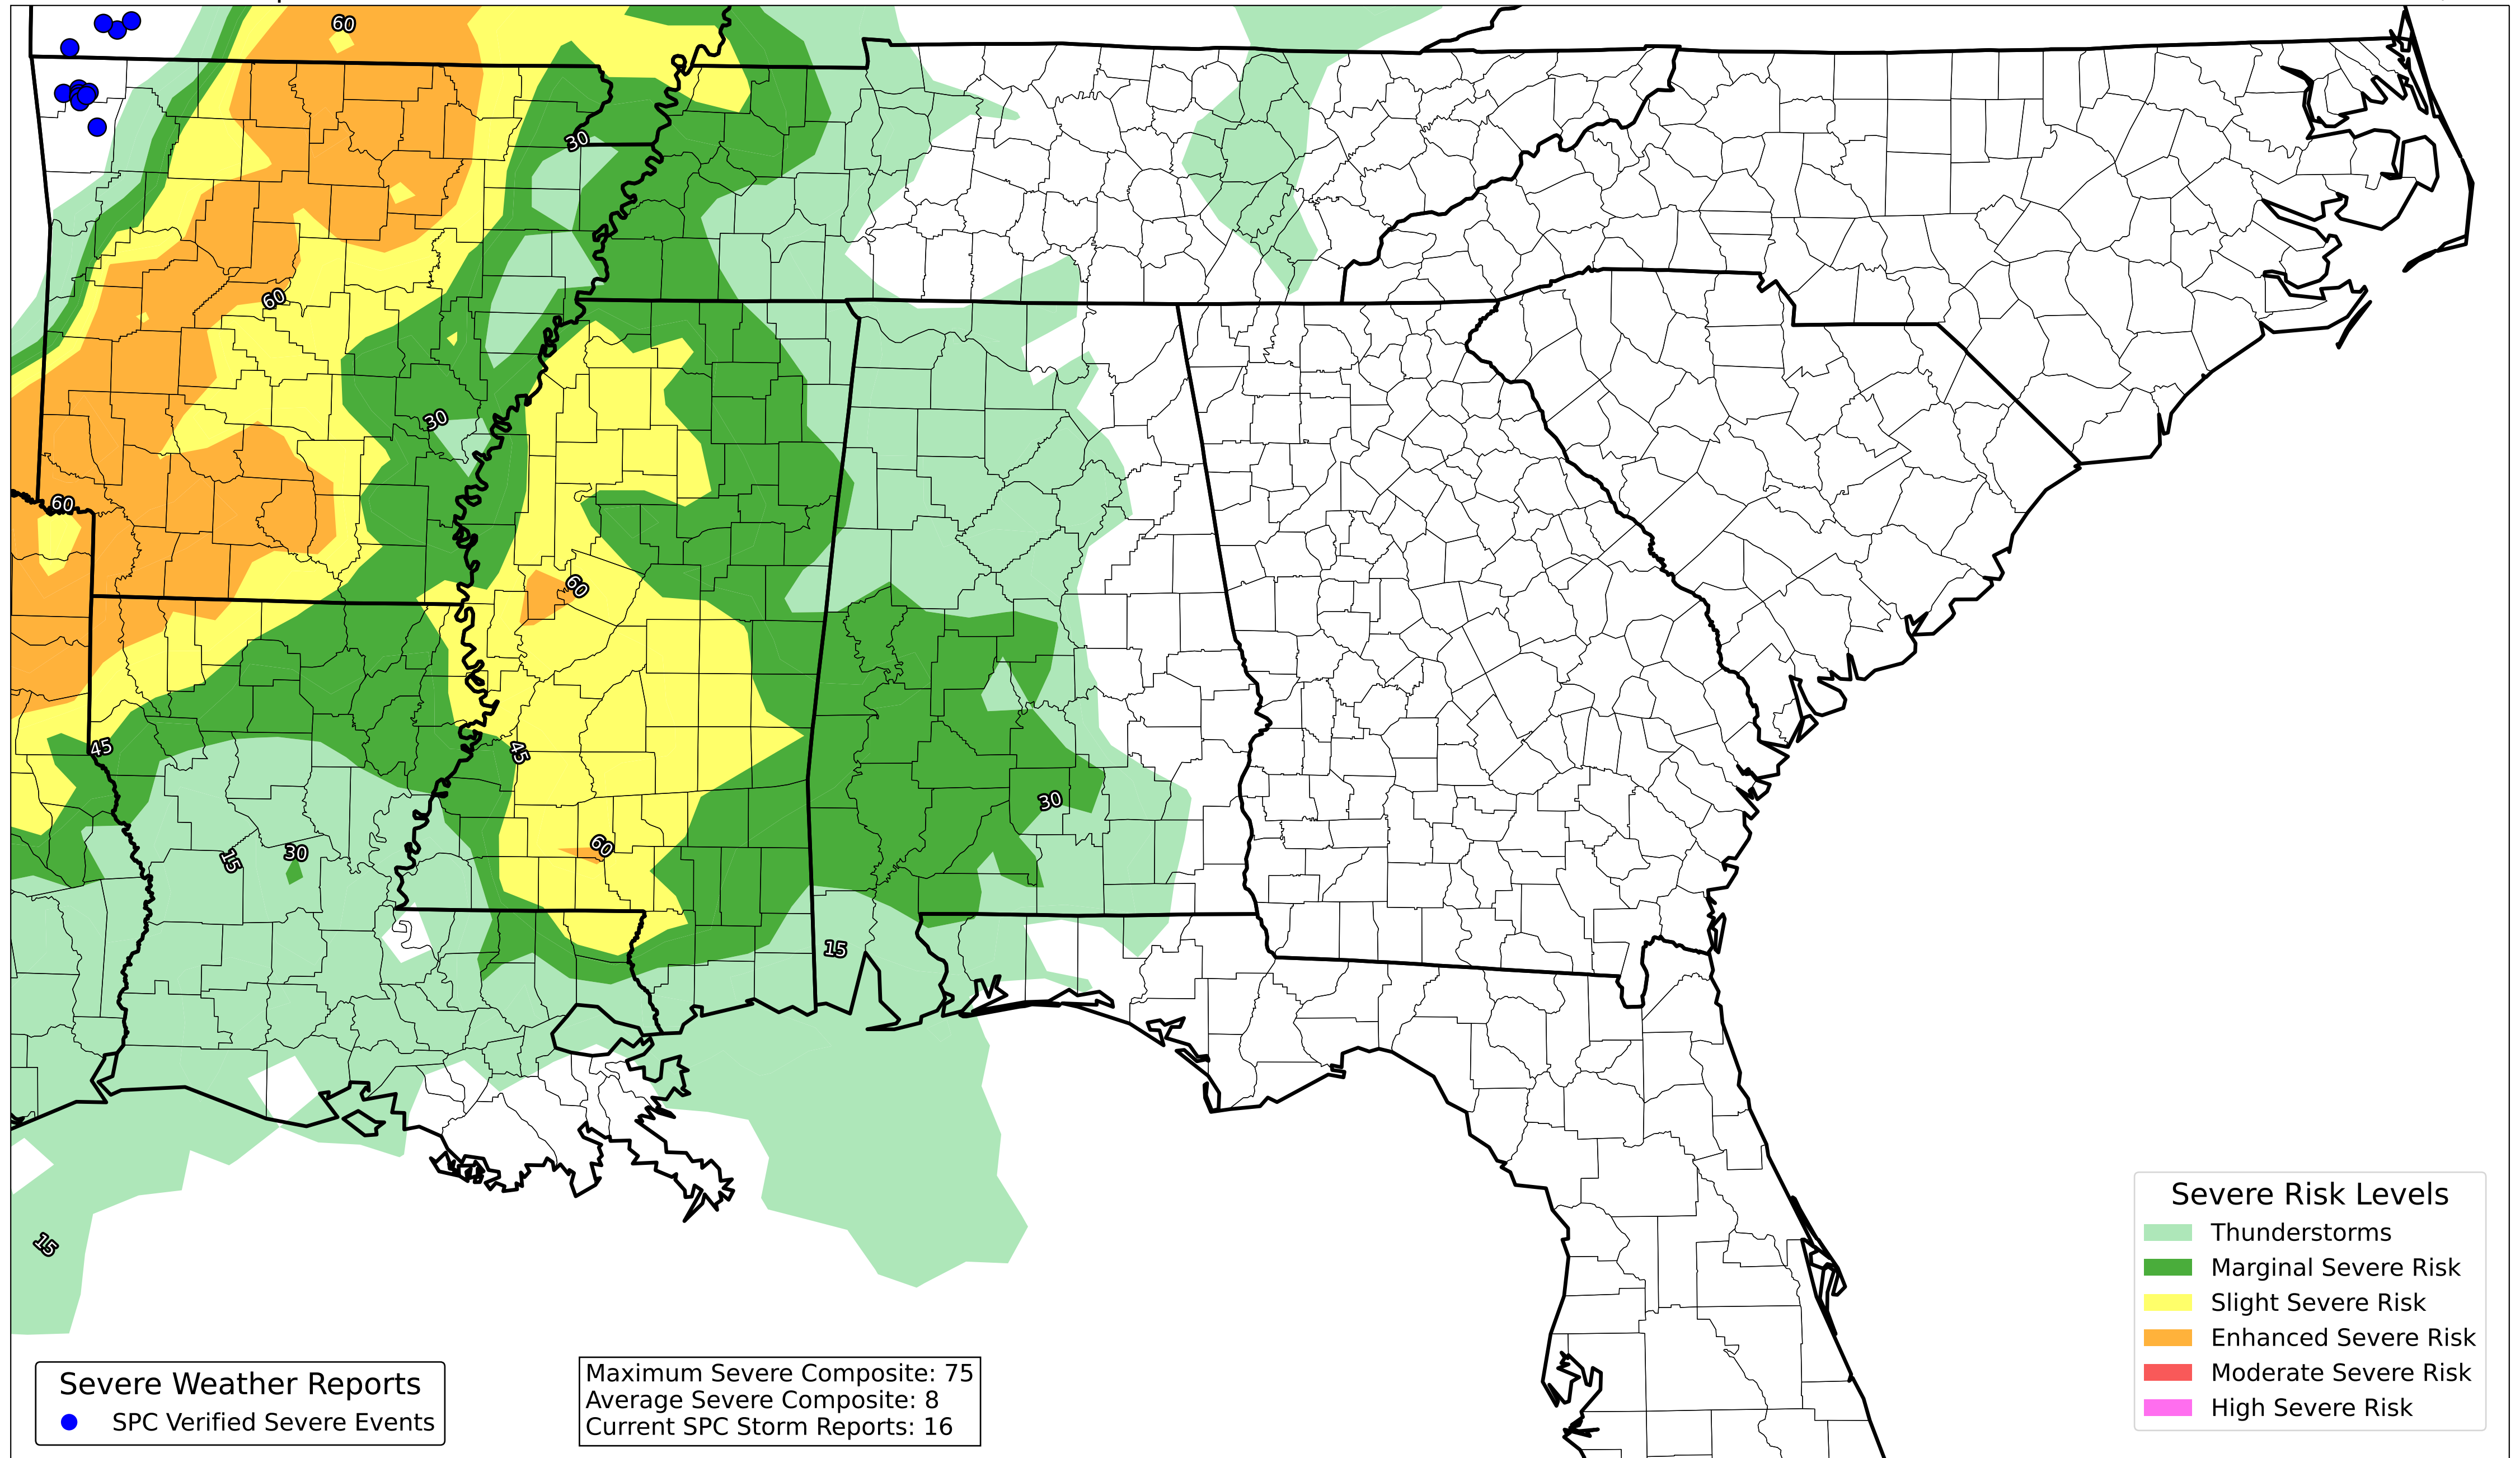 60
30
60
30
60
60
45
45
30
15
30
60
15
15
Severe Risk Levels
Thunderstorms
Marginal Severe Risk
Slight Severe Risk
Enhanced Severe Risk
Moderate Severe Risk
High Severe Risk
Severe Weather Reports
SPC Verified Severe Events
Maximum Severe Composite: 75
Average Severe Composite: 8
Current SPC Storm Reports: 16